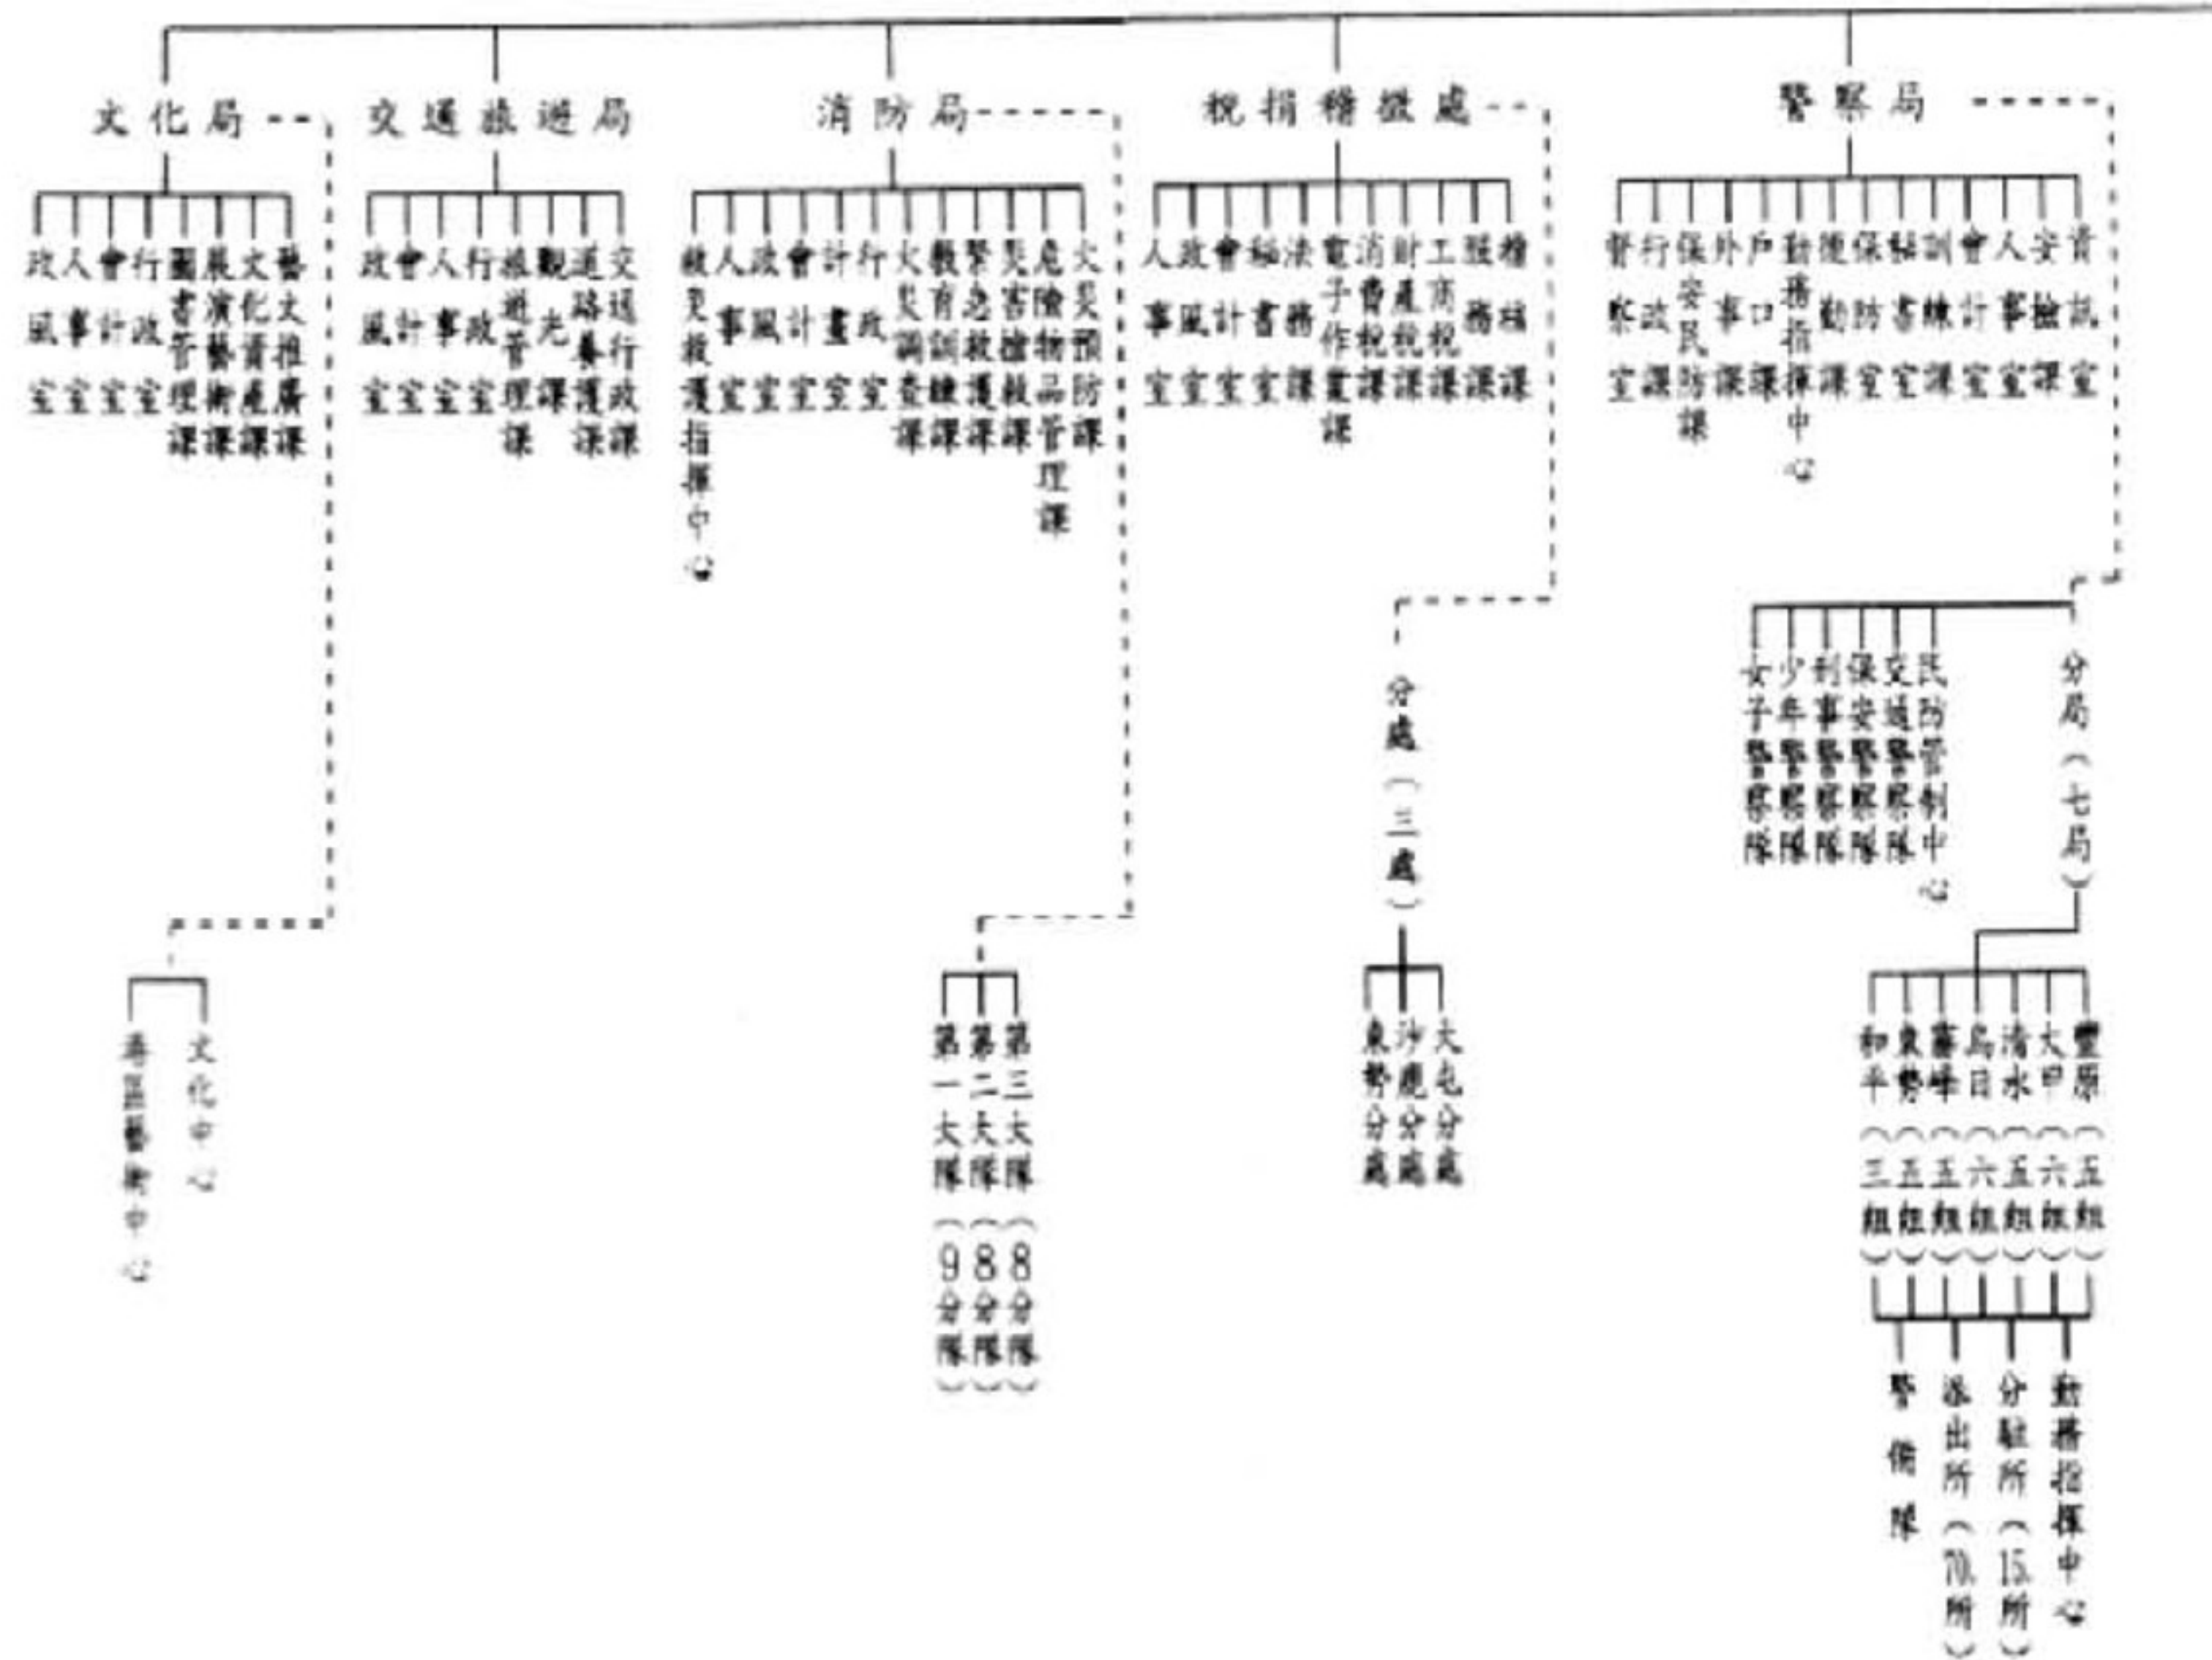 文化局
交通旅遊局
消防局
稅捐稽徵處
警察局
政風室
人事室
會計室
行政室
圖書管理課
展演藝術課
文化資產課
藝文推廣課
政風室
會計室
人事室
行政室
旅遊管理課
觀光課
道路養護課
交通行政課
救災救護指揮中心
人事室
政風室
會計室
計畫室
行政室
火災調查課
教育訓練課
緊急救護課
災害搶救課
危險物品管理課
火災預防課
人事室
政風室
會計室
秘書室
法務課
電子作業課
消費稅課
財產稅課
工商稅課
服務課
稽核課
督察室
行政課
保安民防課
外事課
戶口課
勤務指揮中心
後勤課
保防室
秘書室
訓練課
會計室
人事室
安檢課
資訊室
分處（三處）
女子警察隊
少年警察隊
刑事警察隊
保安警察隊
交通警察隊
民防管制中心
分局（七局）
文化中心
第一大隊（9分隊）
第二大隊（8分隊）
第三大隊（8分隊）
東勢分處
沙鹿分處
大屯分處
和平（三組）
東勢（五組）
霧峰（五組）
烏日（六組）
清水（五組）
大甲（六組）
豐原（五組）
警備隊
派出所（70所）
分駐所（15所）
勤務指揮中心